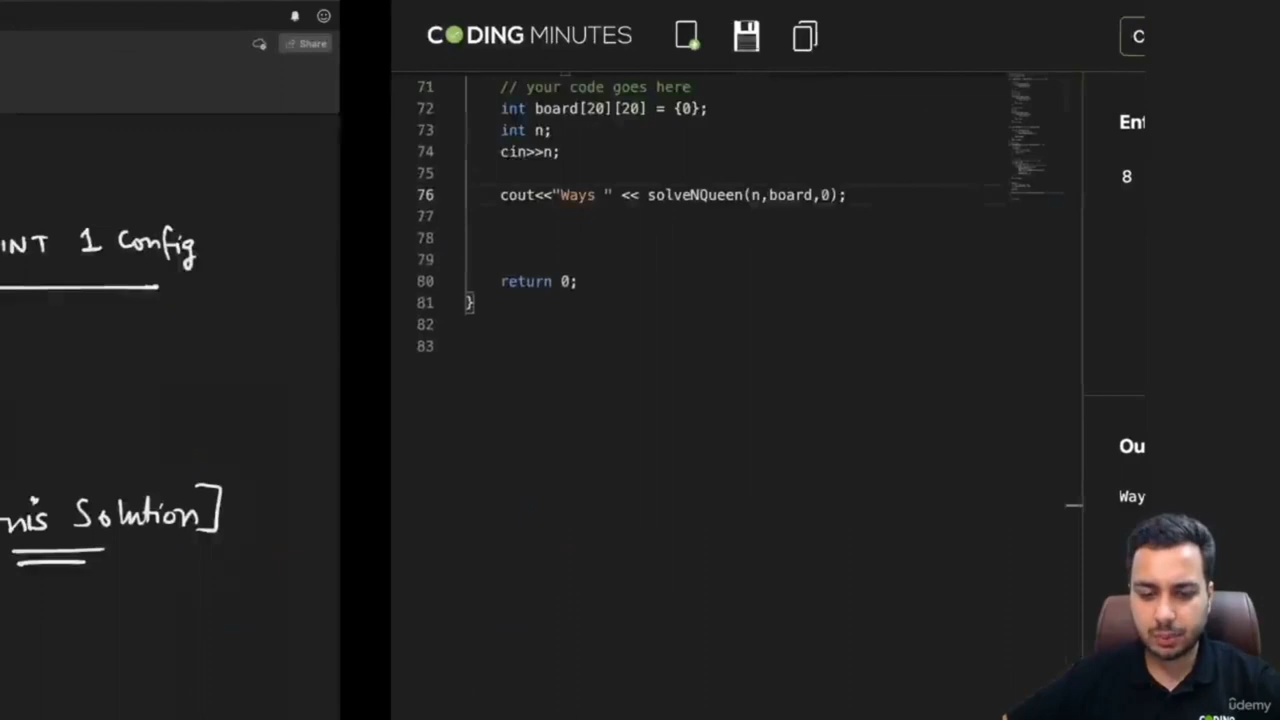 Share
INT 1 Config
Solution]
CODING MINUTES
71 // your code goes here
72 int board[20][20] = {0};
73 int n;
74 cin>>n;
75
76 cout<<"Ways " << solveNQueen(n,board,0);
77
78
79
80 return 0;
81 }
82
83
C
Ent
8
Ou
Way
CODING
ûdemy